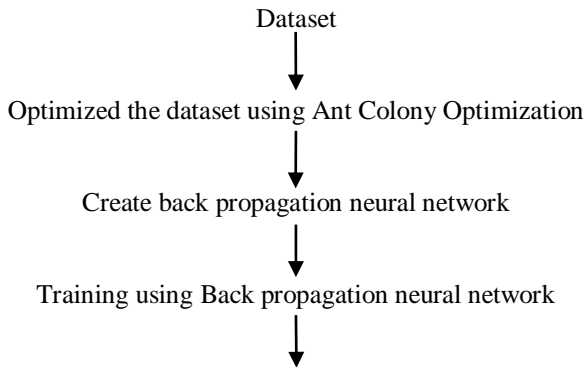 Dataset
Optimized the dataset using Ant Colony Optimization
Create back propagation neural network
Training using Back propagation neural network